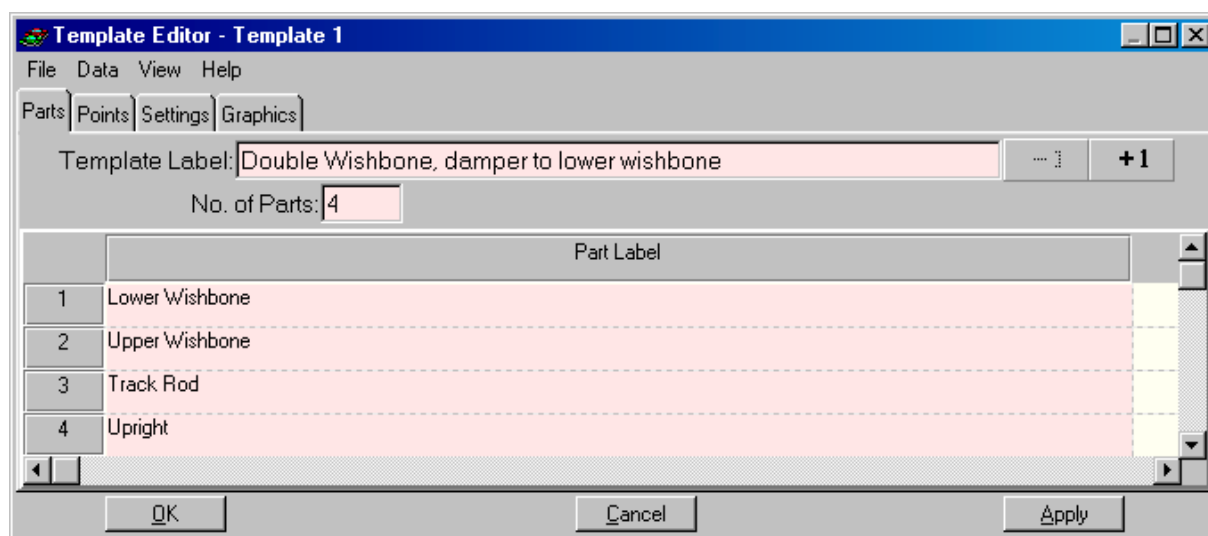 Template Editor - Template 1
File Data View Help
Parts Points Settings Graphics
Template Label: Double Wishbone, damper to lower wishbone +1
No. of Parts: 4
Part Label
1 Lower Wishbone
2 Upper Wishbone
3 Track Rod
4 Upright
OK Cancel Apply